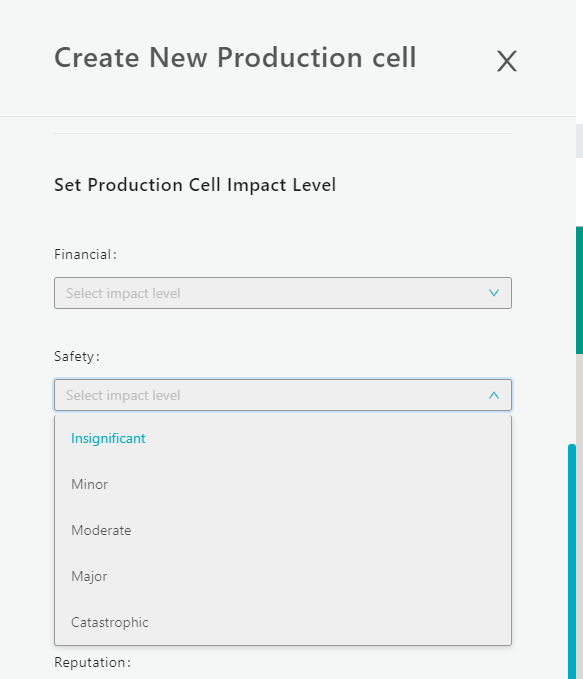 Create New Production cell
X
Set Production Cell Impact Level
Financial:
Select impact level
Safety:
Select impact level
Insignificant
Minor
Moderate
Major
Catastrophic
Reputation: